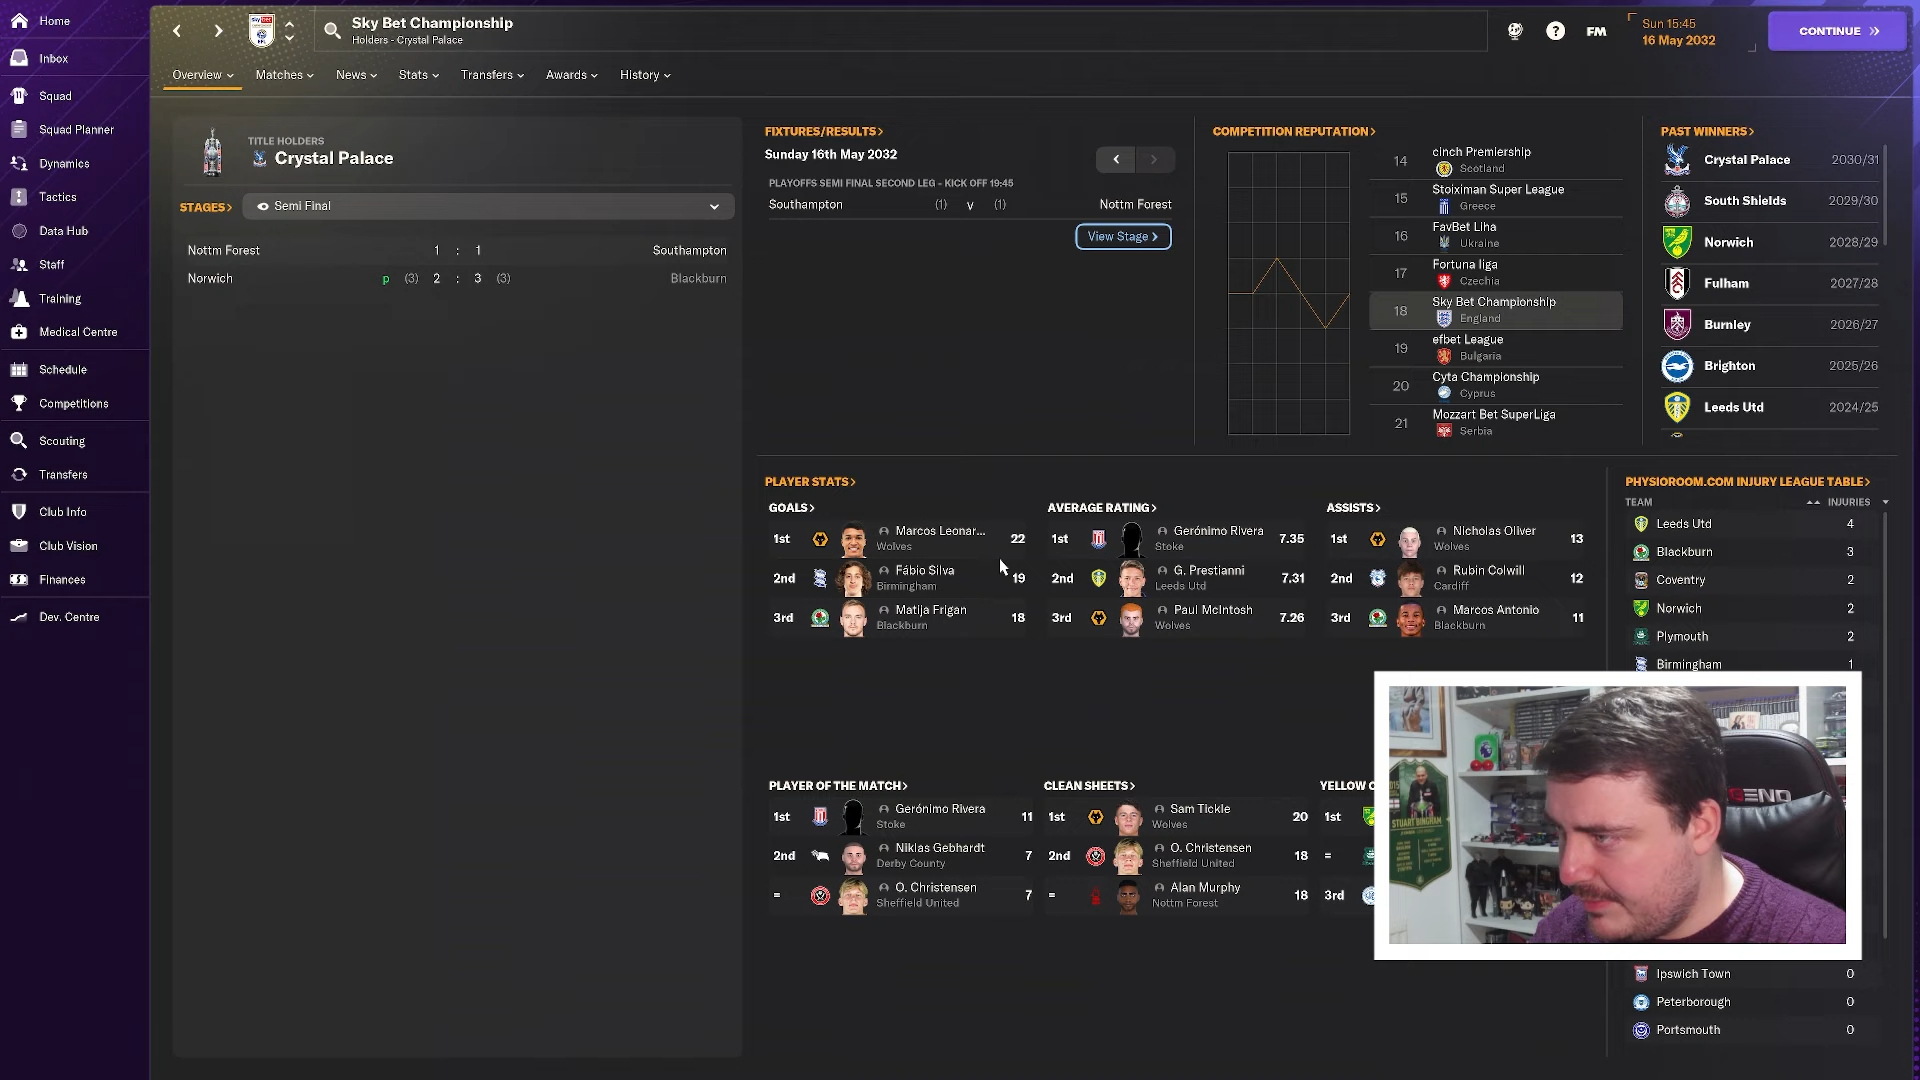 Home
Inbox
Squad
Squad Planner
Dynamics
Tactics
Data Hub
Staff
Training
Medical Centre
Schedule
Competitions
Scouting
Transfers
Club Info
Club Vision
Finances
Dev. Centre
Sky Bet Championship
Holders - Crystal Palace
FM
Sun 15:45
16 May 2032
CONTINUE
Overview
Matches
News
Stats
Transfers
Awards
History
TITLE HOLDERS
Crystal Palace
STAGES>
Semi Final
Nottm Forest 1 : 1 Southampton
Norwich p (3) 2 : 3 (3) Blackburn
FIXTURES/RESULTS>
Sunday 16th May 2032
PLAYOFFS SEMI FINAL SECOND LEG - KICK OFF 19:45
Southampton (1) v (1) Nottm Forest
View Stage >
COMPETITION REPUTATION>
14 cinch Premiership
Scotland
15 Stoiximan Super League
Greece
16 FavBet Liha
Ukraine
17 Fortuna liga
Czechia
18 Sky Bet Championship
England
19 efbet League
Bulgaria
20 Cyta Championship
Cyprus
21 Mozzart Bet SuperLiga
Serbia
PAST WINNERS>
Crystal Palace 2030/31
South Shields 2029/30
Norwich 2028/29
Fulham 2027/28
Burnley 2026/27
Brighton 2025/26
Leeds Utd 2024/25
PLAYER STATS>
GOALS>
1st Marcos Leonar... 22
Wolves
2nd Fábio Silva 19
Birmingham
3rd Matija Frigan 18
Blackburn
AVERAGE RATING>
1st Gerónimo Rivera 7.35
Stoke
2nd G. Prestianni 7.31
Leeds Utd
3rd Paul McIntosh 7.26
Wolves
ASSISTS>
1st Nicholas Oliver 13
Wolves
2nd Rubin Colwill 12
Cardiff
3rd Marcos Antonio 11
Blackburn
PLAYER OF THE MATCH>
1st Gerónimo Rivera 11
Stoke
2nd Niklas Gebhardt 7
Derby County
= O. Christensen 7
Sheffield United
CLEAN SHEETS>
1st Sam Tickle 20
Wolves
2nd O. Christensen 18
Sheffield United
= Alan Murphy 18
Nottm Forest
YELLOW C
1st
=
3rd
PHYSIOROOM.COM INJURY LEAGUE TABLE>
TEAM INJURIES
Leeds Utd 4
Blackburn 3
Coventry 2
Norwich 2
Plymouth 2
Birmingham 1
Ipswich Town 0
Peterborough 0
Portsmouth 0
STUART BINGHAM
GEND